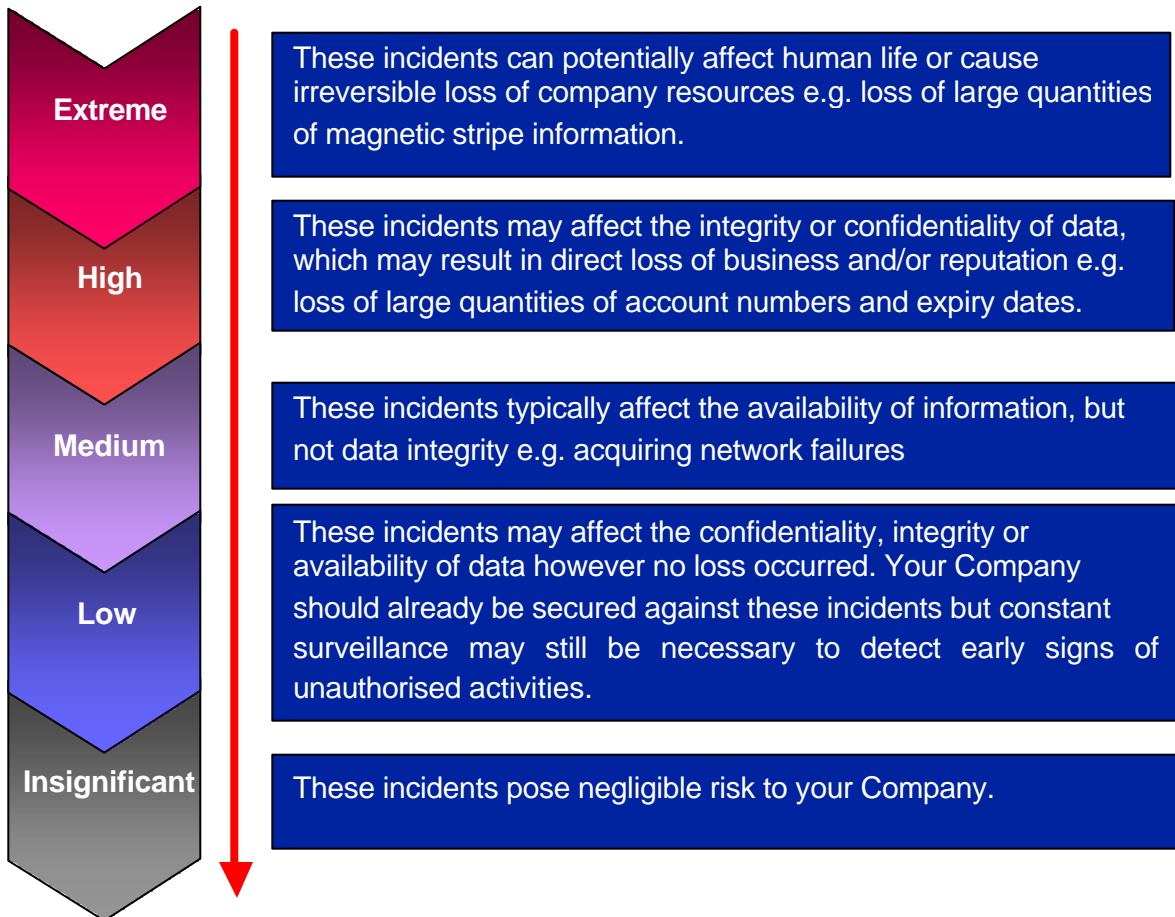 Extreme
These incidents can potentially affect human life or cause
irreversible loss of company resources e.g. loss of large quantities
of magnetic stripe information.
High
These incidents may affect the integrity or confidentiality of data,
which may result in direct loss of business and/or reputation e.g.
loss of large quantities of account numbers and expiry dates.
Medium
These incidents typically affect the availability of information, but
not data integrity e.g. acquiring network failures
Low
These incidents may affect the confidentiality, integrity or
availability of data however no loss occurred. Your Company
should already be secured against these incidents but constant
surveillance may still be necessary to detect early signs of
unauthorised activities.
Insignificant
These incidents pose negligible risk to your Company.